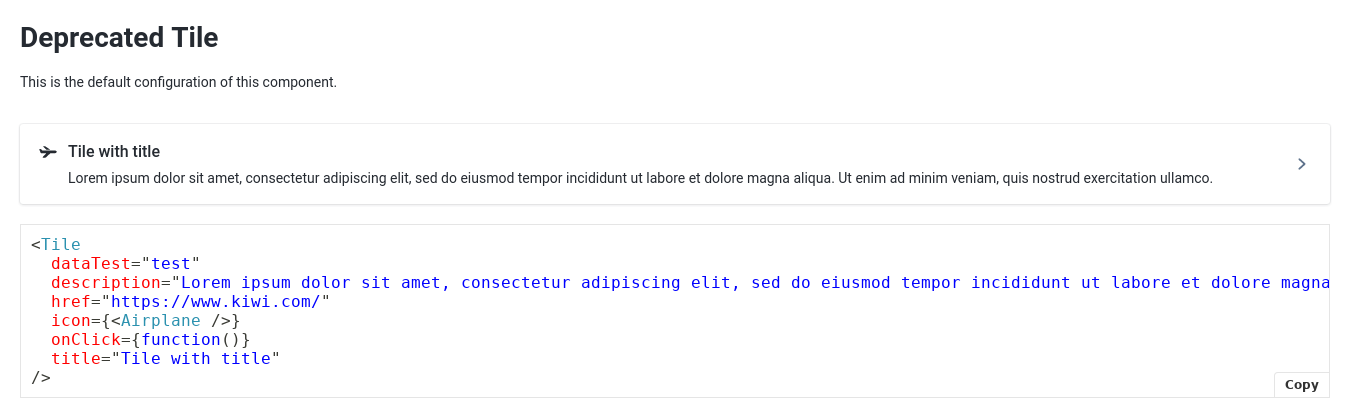 Deprecated Tile
This is the default configuration of this component.
Tile with title
Lorem ipsum dolor sit amet, consectetur adipiscing elit, sed do eiusmod tempor incididunt ut labore et dolore magna aliqua. Ut enim ad minim veniam, quis nostrud exercitation ullamco.
<Tile
  dataTest="test"
  description="Lorem ipsum dolor sit amet, consectetur adipiscing elit, sed do eiusmod tempor incididunt ut labore et dolore magna
  href="https://www.kiwi.com/"
  icon={<Airplane />}
  onClick={function()}
  title="Tile with title"
/>
Copy